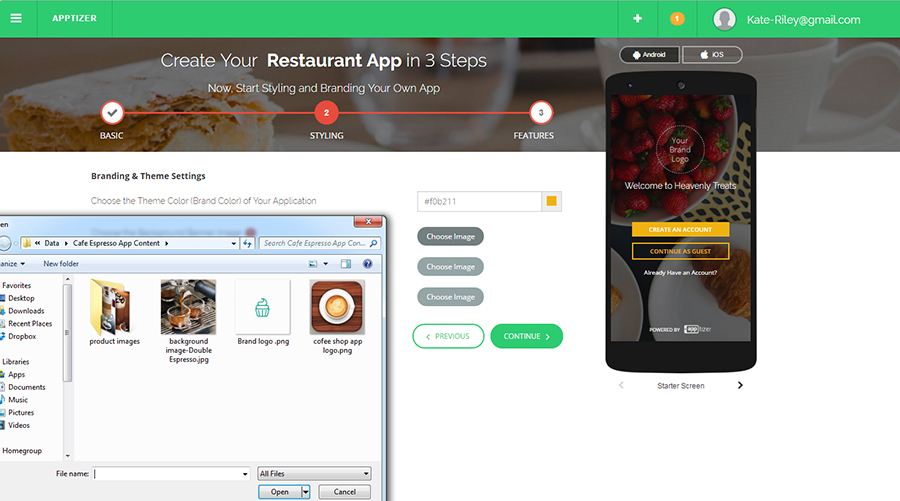 APPTIZER
1
Kate-Riley@gmail.com
Create Your Restaurant App in 3 Steps
Now, Start Styling and Branding Your Own App
2
3
BASIC
STYLING
FEATURES
Android
iOS
Your
Brand
Logo
Welcome to Heavenly Treats
CREATE AN ACCOUNT
CONTINUE AS GUEST
Already Have an Account?
POWERED BY apptizer
Starter Screen
Branding & Theme Settings
Choose the Theme Color (Brand Color) of Your Application
#f0b211
Choose the Background Banner Image
Choose Image
Choose Image
Choose Image
PREVIOUS
CONTINUE
en
Data
Cafe Espresso App Content
Search Cafe Espresso App Con...
anize
New folder
Favorites
Desktop
Downloads
Recent Places
Dropbox
Libraries
Apps
Documents
Music
Pictures
Videos
Homegroup
product images
background
image-Double
Espresso.jpg
Brand logo .png
cofee shop app
logo.png
File name:
All Files
Open
Cancel